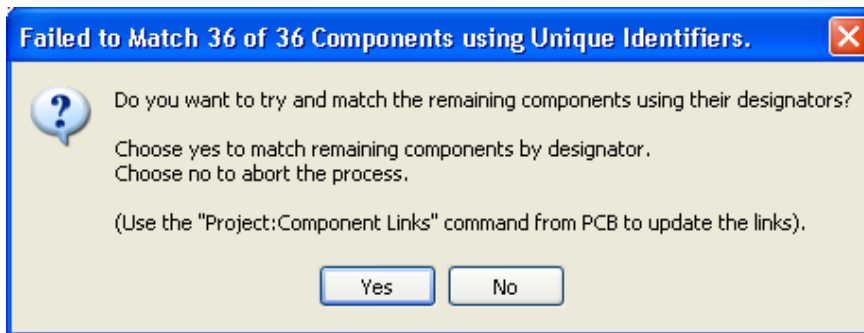 Failed to Match 36 of 36 Components using Unique Identifiers.
Do you want to try and match the remaining components using their designators?
Choose yes to match remaining components by designator.
Choose no to abort the process.
(Use the "Project:Component Links" command from PCB to update the links).
Yes No